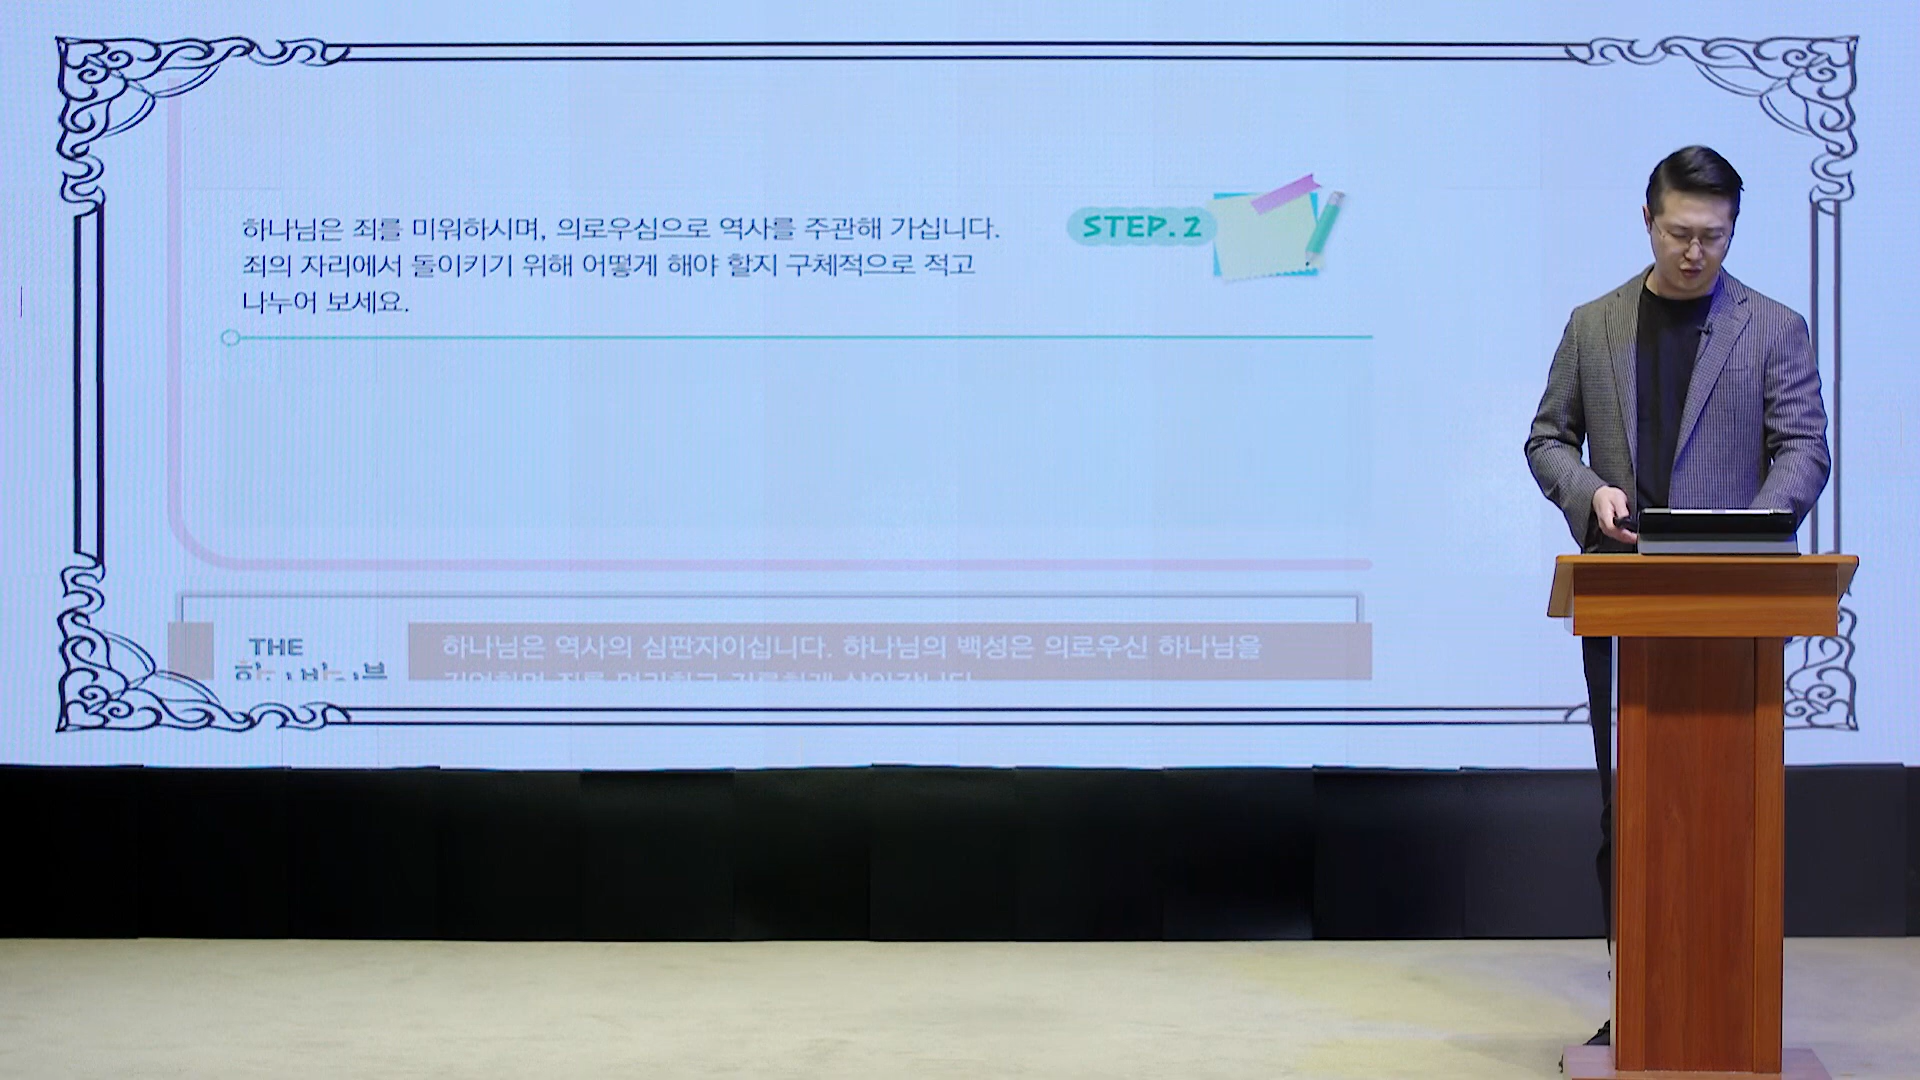 하나님은 죄를 미워하시며, 의로우심으로 역사를 주관해 가십니다.
죄의 자리에서 돌이키기 위해 어떻게 해야 할지 구체적으로 적고
나누어 보세요.
STEP.2
THE
하나님은 역사의 심판자이십니다. 하나님의 백성은 의로우신 하나님을